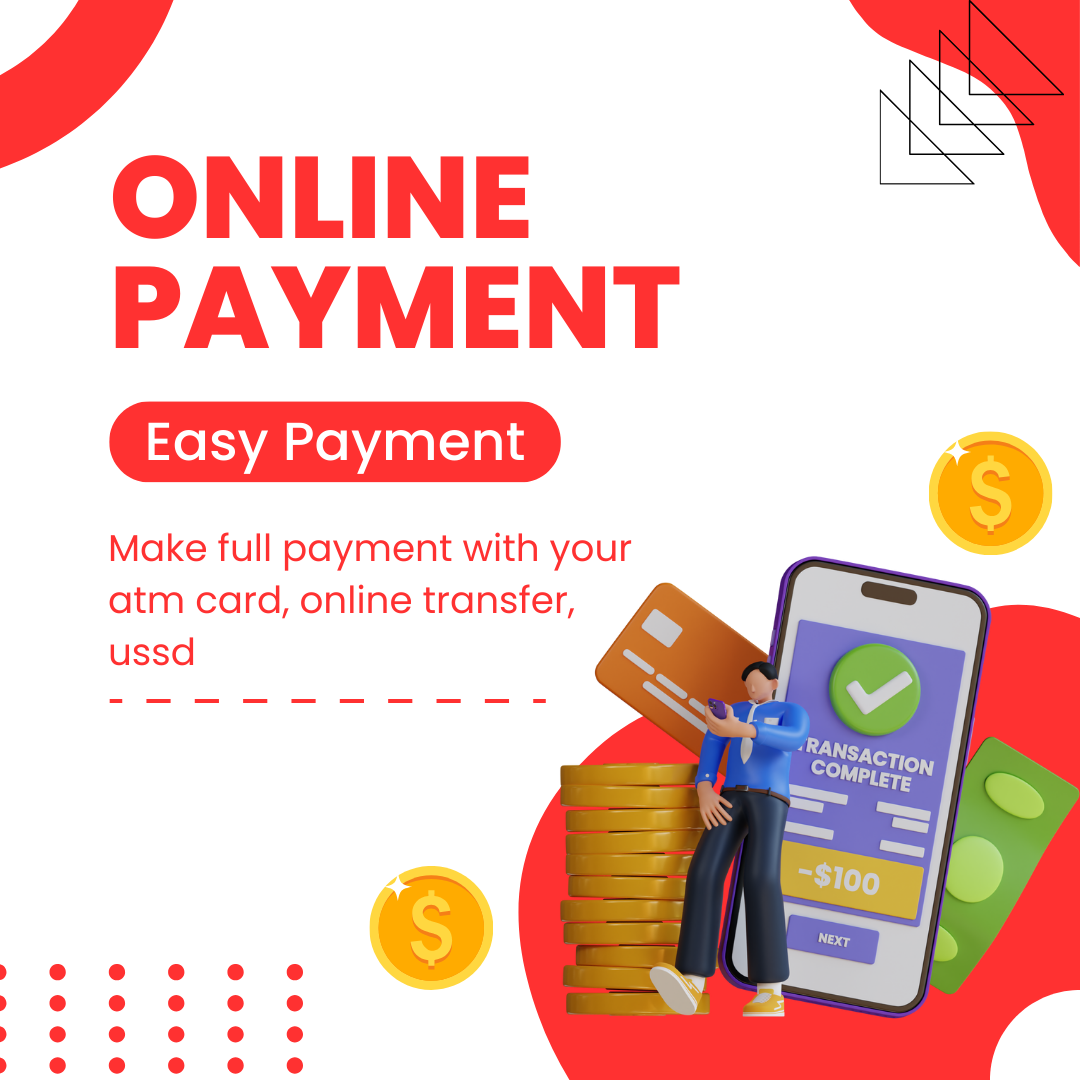 ONLINE
PAYMENT
Easy Payment
Make full payment with your
atm card, online transfer,
ussd
$
TRANSACTION
COMPLETE
-$100
NEXT
$